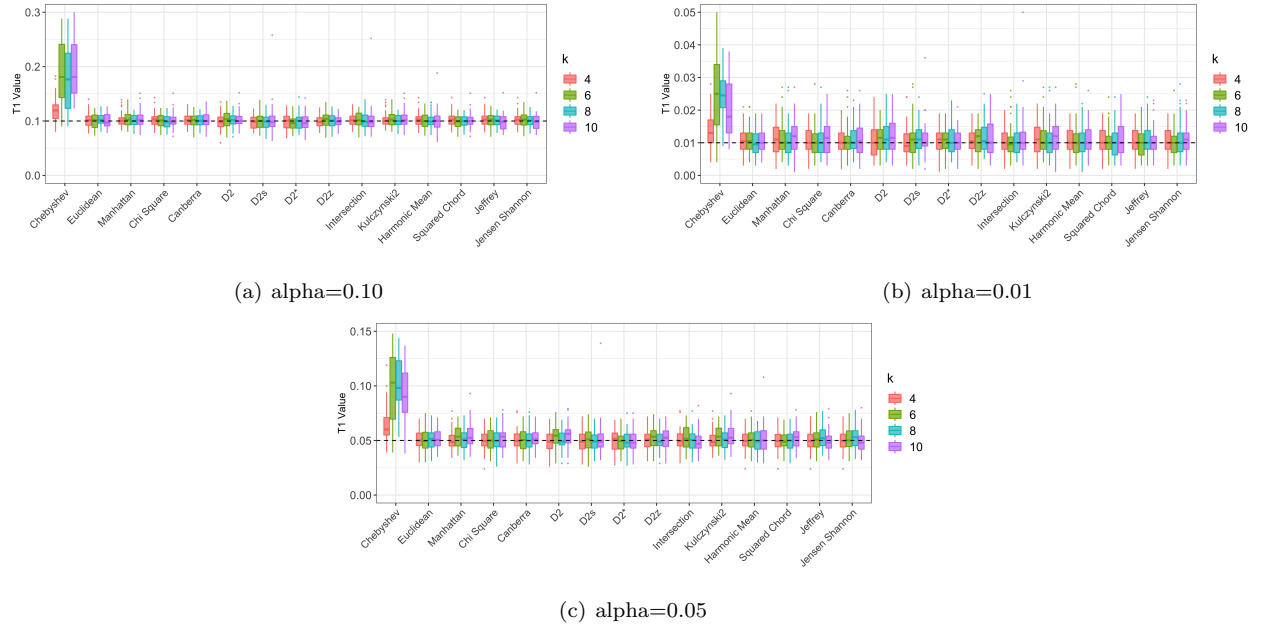 0.3
0.2
0.1
0.0
T1 Value
Chebyshev
Euclidean
Manhattan
Chi Square
Canberra
D2
D2s
D2*
D2z
Intersection
Kulczynski2
Harmonic Mean
Squared Chord
Jeffrey
Jensen Shannon
k
4
6
8
10
(a) alpha=0.10
0.05
0.04
0.03
0.02
0.01
0.00
T1 Value
Chebyshev
Euclidean
Manhattan
Chi Square
Canberra
D2
D2s
D2*
D2z
Intersection
Kulczynski2
Harmonic Mean
Squared Chord
Jeffrey
Jensen Shannon
k
4
6
8
10
(b) alpha=0.01
0.15
0.10
0.05
0.00
T1 Value
Chebyshev
Euclidean
Manhattan
Chi Square
Canberra
D2
D2s
D2*
D2z
Intersection
Kulczynski2
Harmonic Mean
Squared Chord
Jeffrey
Jensen Shannon
k
4
6
8
10
(c) alpha=0.05